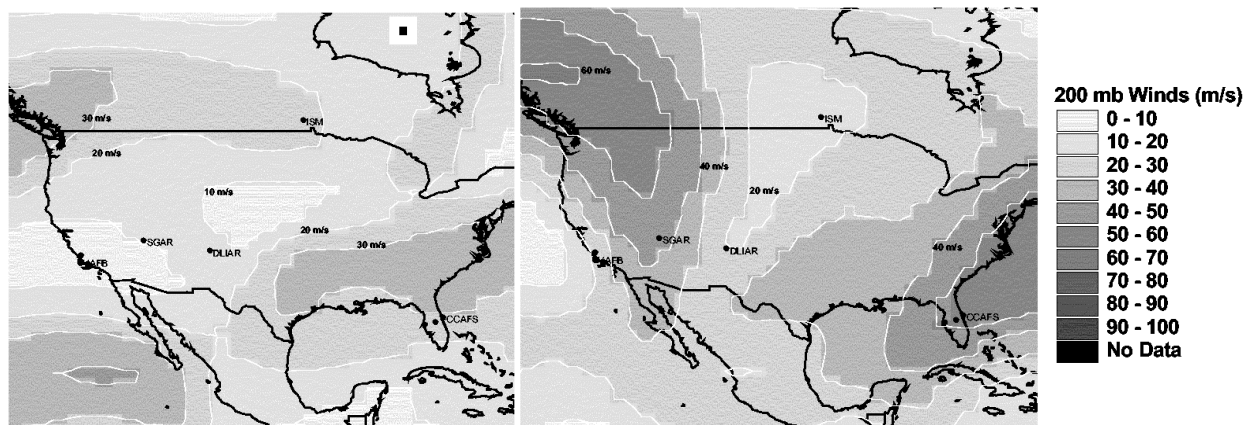 30 m/s
ISM
20 m/s
10 m/s
20 m/s
30 m/s
SGAR
DLIAR
CCAFS
60 m/s
ISM
40 m/s
20 m/s
SGAR
DLIAR
40 m/s
CCAFS
200 mb Winds (m/s)
0 - 10
10 - 20
20 - 30
30 - 40
40 - 50
50 - 60
60 - 70
70 - 80
80 - 90
90 - 100
No Data